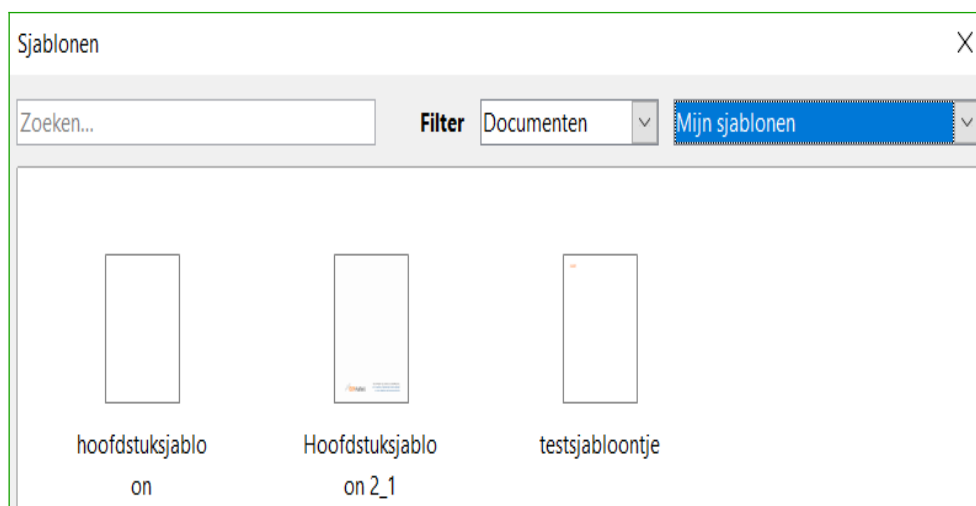 Sjablonen
Zoeken... Filter Documenten Mijn sjablonen
hoofdstuksjablo
on
Hoofdstuksjablo
on 2_1
testsjabloontje